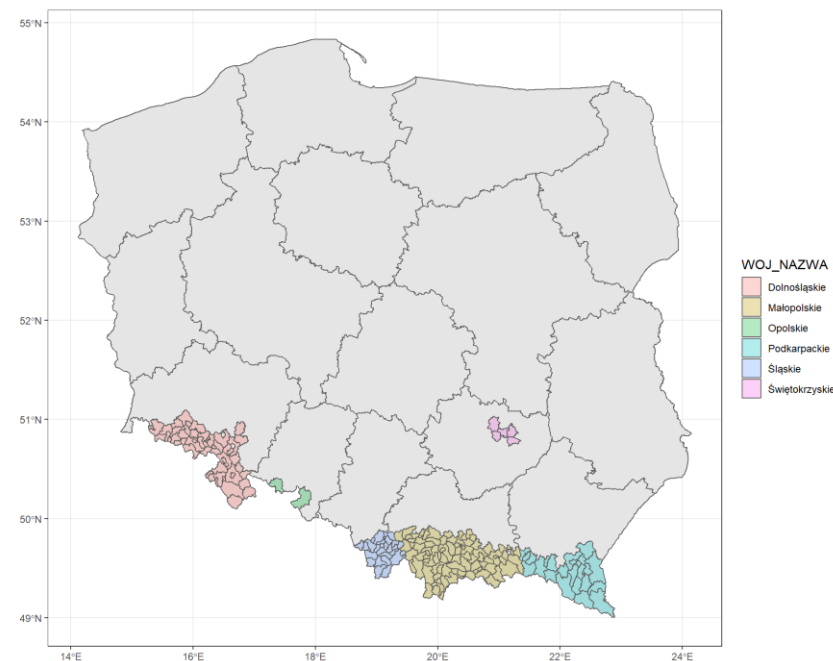 55°N
54°N
53°N
52°N
51°N
50°N
49°N
14°E 16°E 18°E 20°E 22°E 24°E
WOJ_NAZWA
Dolnośląskie
Małopolskie
Opolskie
Podkarpackie
Śląskie
Świętokrzyskie